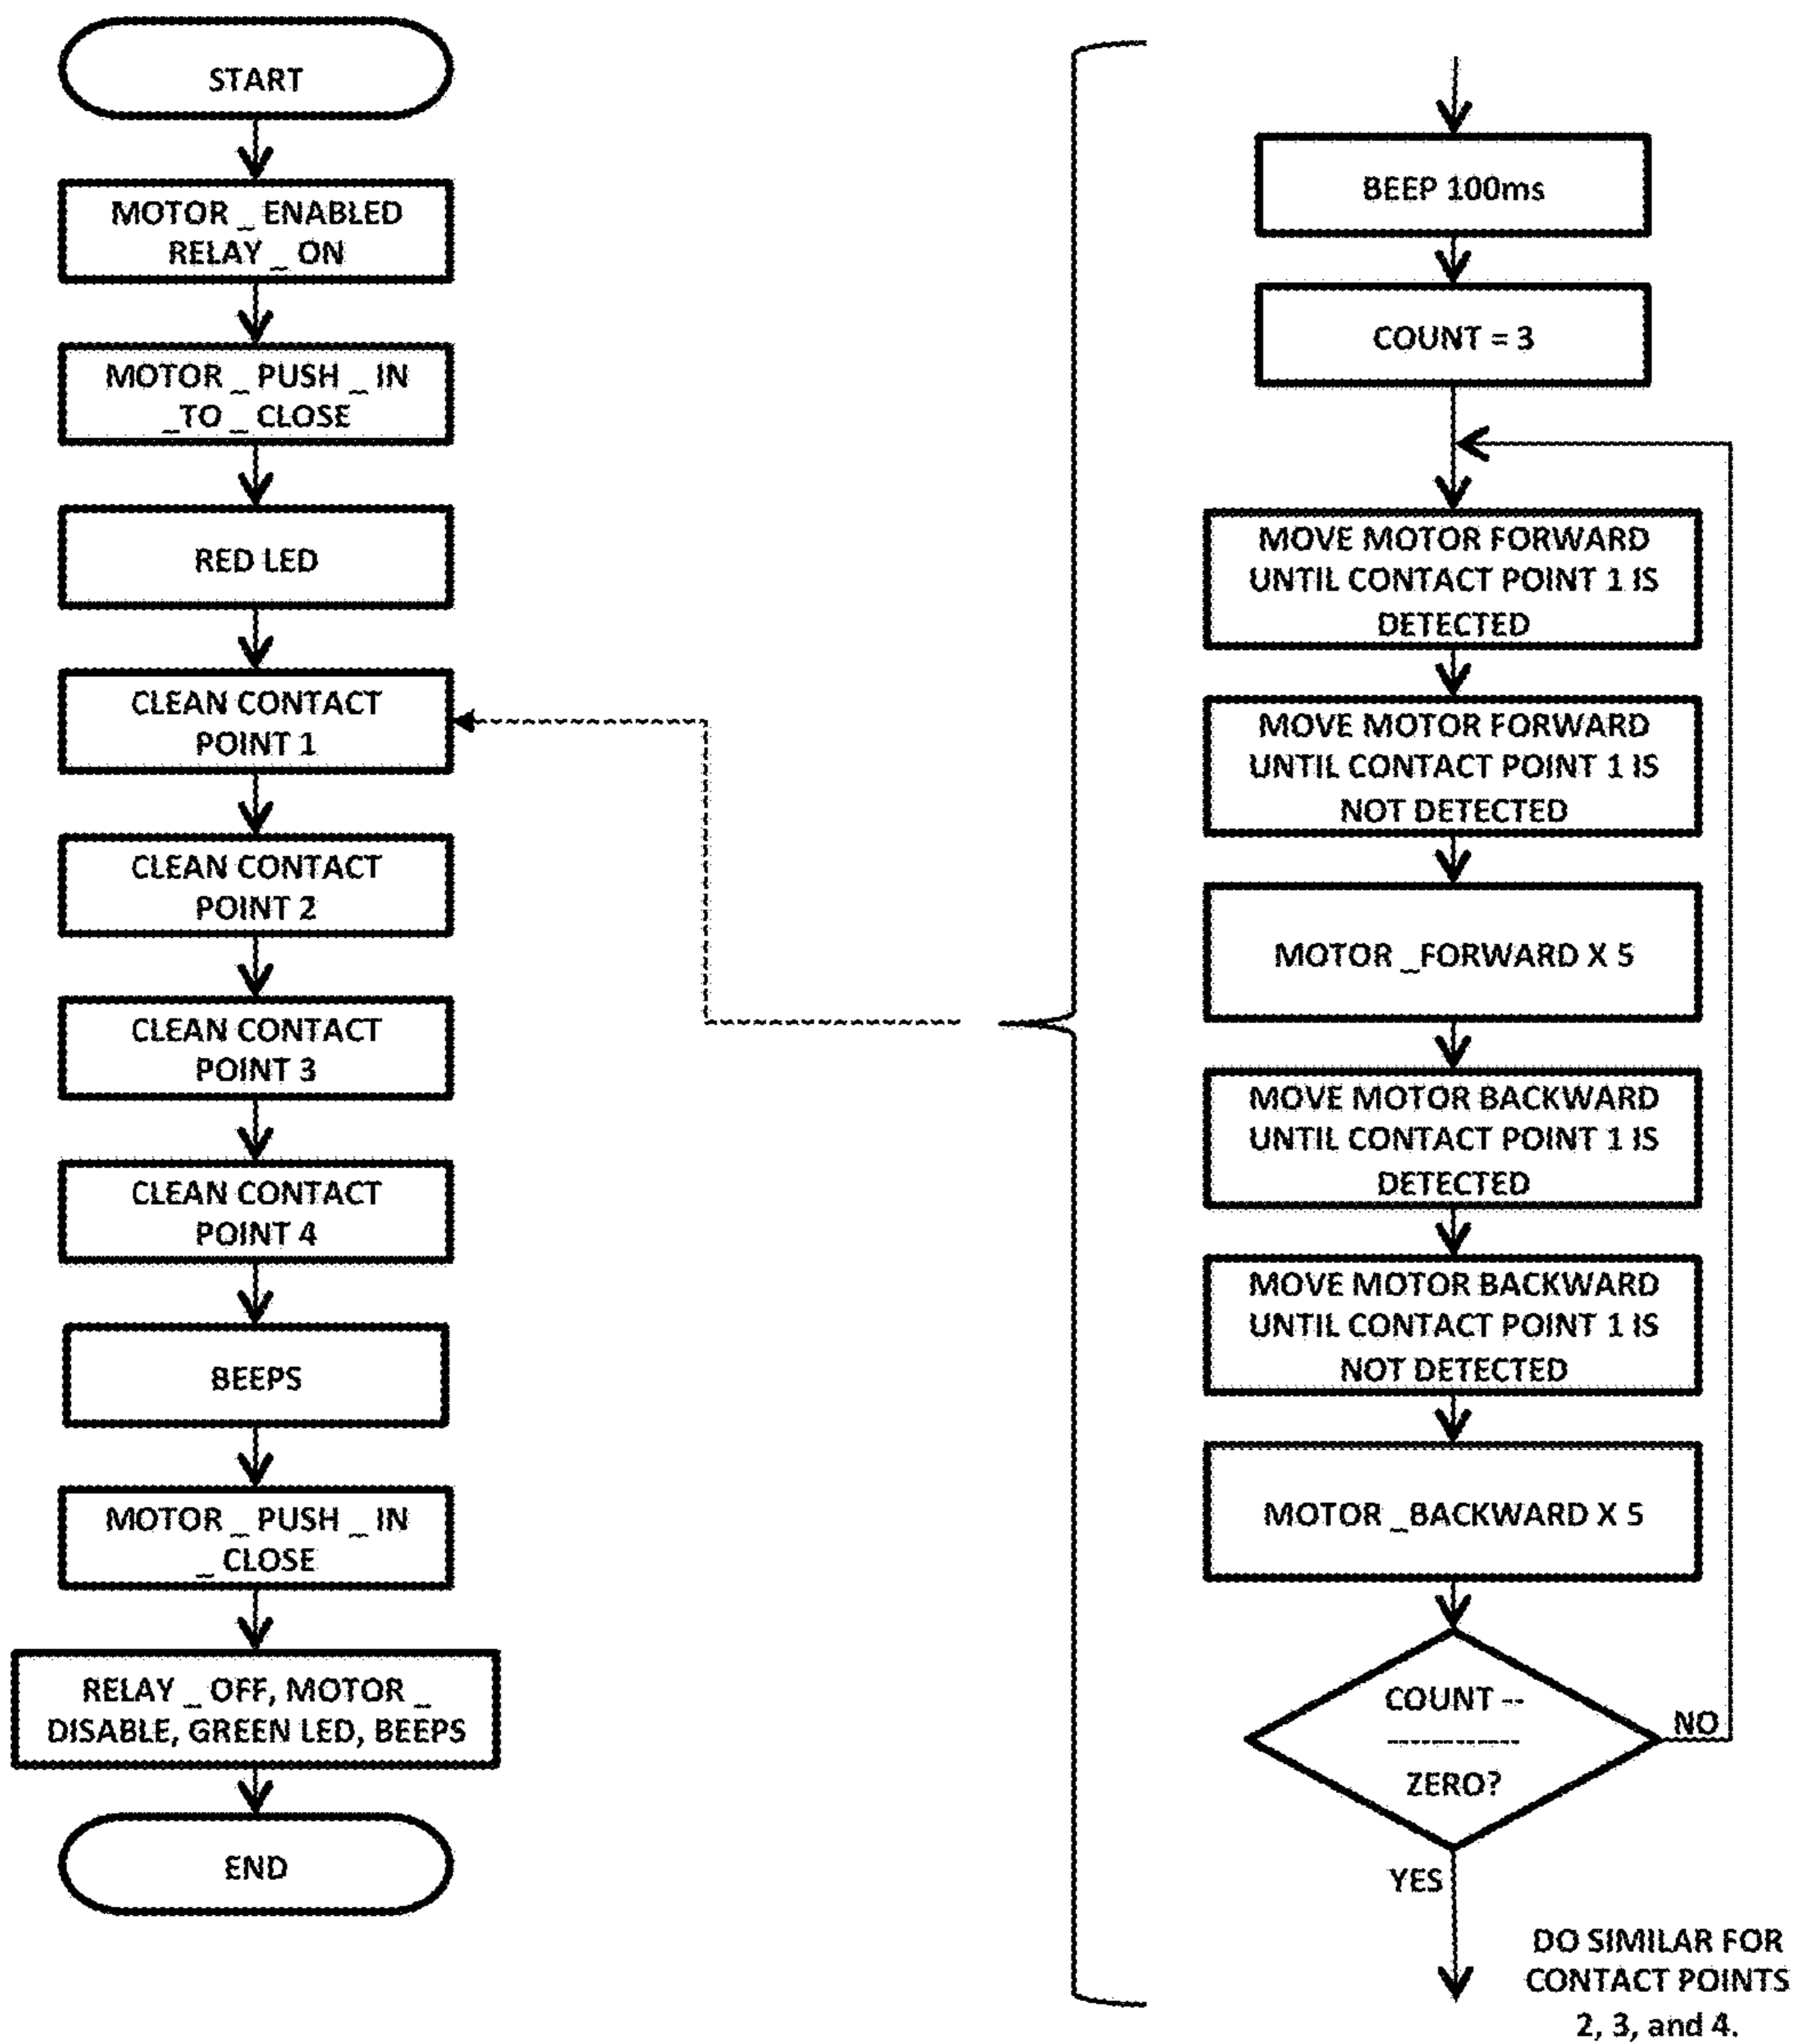 START
MOTOR _ ENABLED
RELAY _ ON
MOTOR _ PUSH _ IN
_TO _ CLOSE
RED LED
CLEAN CONTACT
POINT 1
CLEAN CONTACT
POINT 2
CLEAN CONTACT
POINT 3
CLEAN CONTACT
POINT 4
BEEPS
MOTOR _ PUSH _ IN
_ CLOSE
RELAY _ OFF, MOTOR _
DISABLE, GREEN LED, BEEPS
END
BEEP 100ms
COUNT = 3
MOVE MOTOR FORWARD
UNTIL CONTACT POINT 1 IS
DETECTED
MOVE MOTOR FORWARD
UNTIL CONTACT POINT 1 IS
NOT DETECTED
MOTOR _FORWARD X 5
MOVE MOTOR BACKWARD
UNTIL CONTACT POINT 1 IS
DETECTED
MOVE MOTOR BACKWARD
UNTIL CONTACT POINT 1 IS
NOT DETECTED
MOTOR _BACKWARD X 5
COUNT --
------------
ZERO?
NO
YES
DO SIMILAR FOR
CONTACT POINTS
2, 3, and 4.